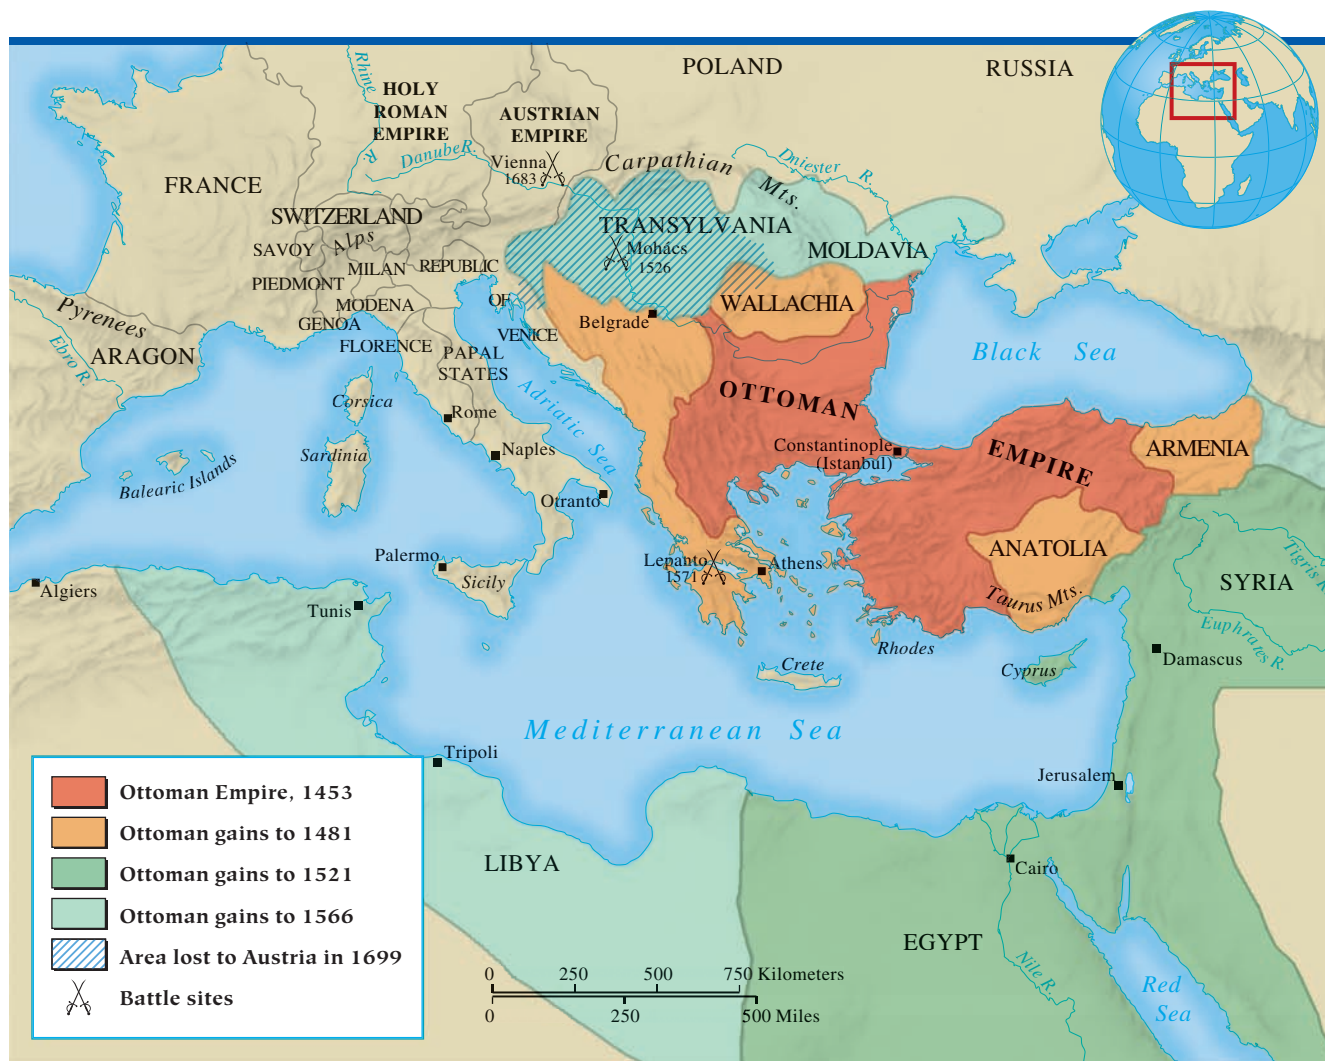 POLAND
RUSSIA
Rhine
R.
HOLY
ROMAN
EMPIRE
AUSTRIAN
EMPIRE
Danube R.
Vienna
1683
Carpathian
Mts.
Dniester R.
FRANCE
SWITZERLAND
Alps
SAVOY
PIEDMONT
MILAN
REPUBLIC
OF
VENICE
MODENA
GENOA
FLORENCE
PAPAL
STATES
TRANSYLVANIA
Mohács
1526
MOLDAVIA
WALLACHIA
Belgrade
Pyrenees
ARAGON
Ebro R.
Corsica
Rome
Adriatic Sea
Black Sea
OTTOMAN
EMPIRE
Constantinople
(Istanbul)
ARMENIA
Sardinia
Naples
Balearic Islands
Otranto
ANATOLIA
Palermo
Sicily
Lepanto
1571
Athens
Algiers
Tunis
Taurus Mts.
SYRIA
Tigris R.
Euphrates R.
Rhodes
Crete
Cyprus
Damascus
Mediterranean Sea
Tripoli
Jerusalem
LIBYA
Cairo
EGYPT
Nile R.
Red
Sea
Ottoman Empire, 1453
Ottoman gains to 1481
Ottoman gains to 1521
Ottoman gains to 1566
Area lost to Austria in 1699
Battle sites
0 250 500 750 Kilometers
0 250 500 Miles